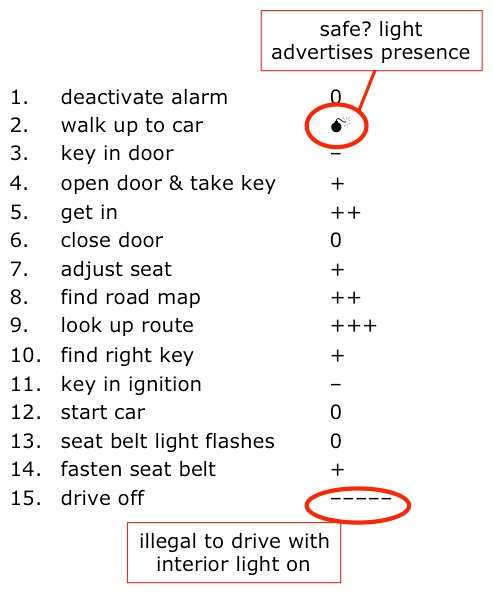 safe? light
advertises presence
1. deactivate alarm 0
2. walk up to car 💣
3. key in door –
4. open door & take key +
5. get in ++
6. close door 0
7. adjust seat +
8. find road map ++
9. look up route +++
10. find right key +
11. key in ignition –
12. start car 0
13. seat belt light flashes 0
14. fasten seat belt +
15. drive off –––––
illegal to drive with
interior light on